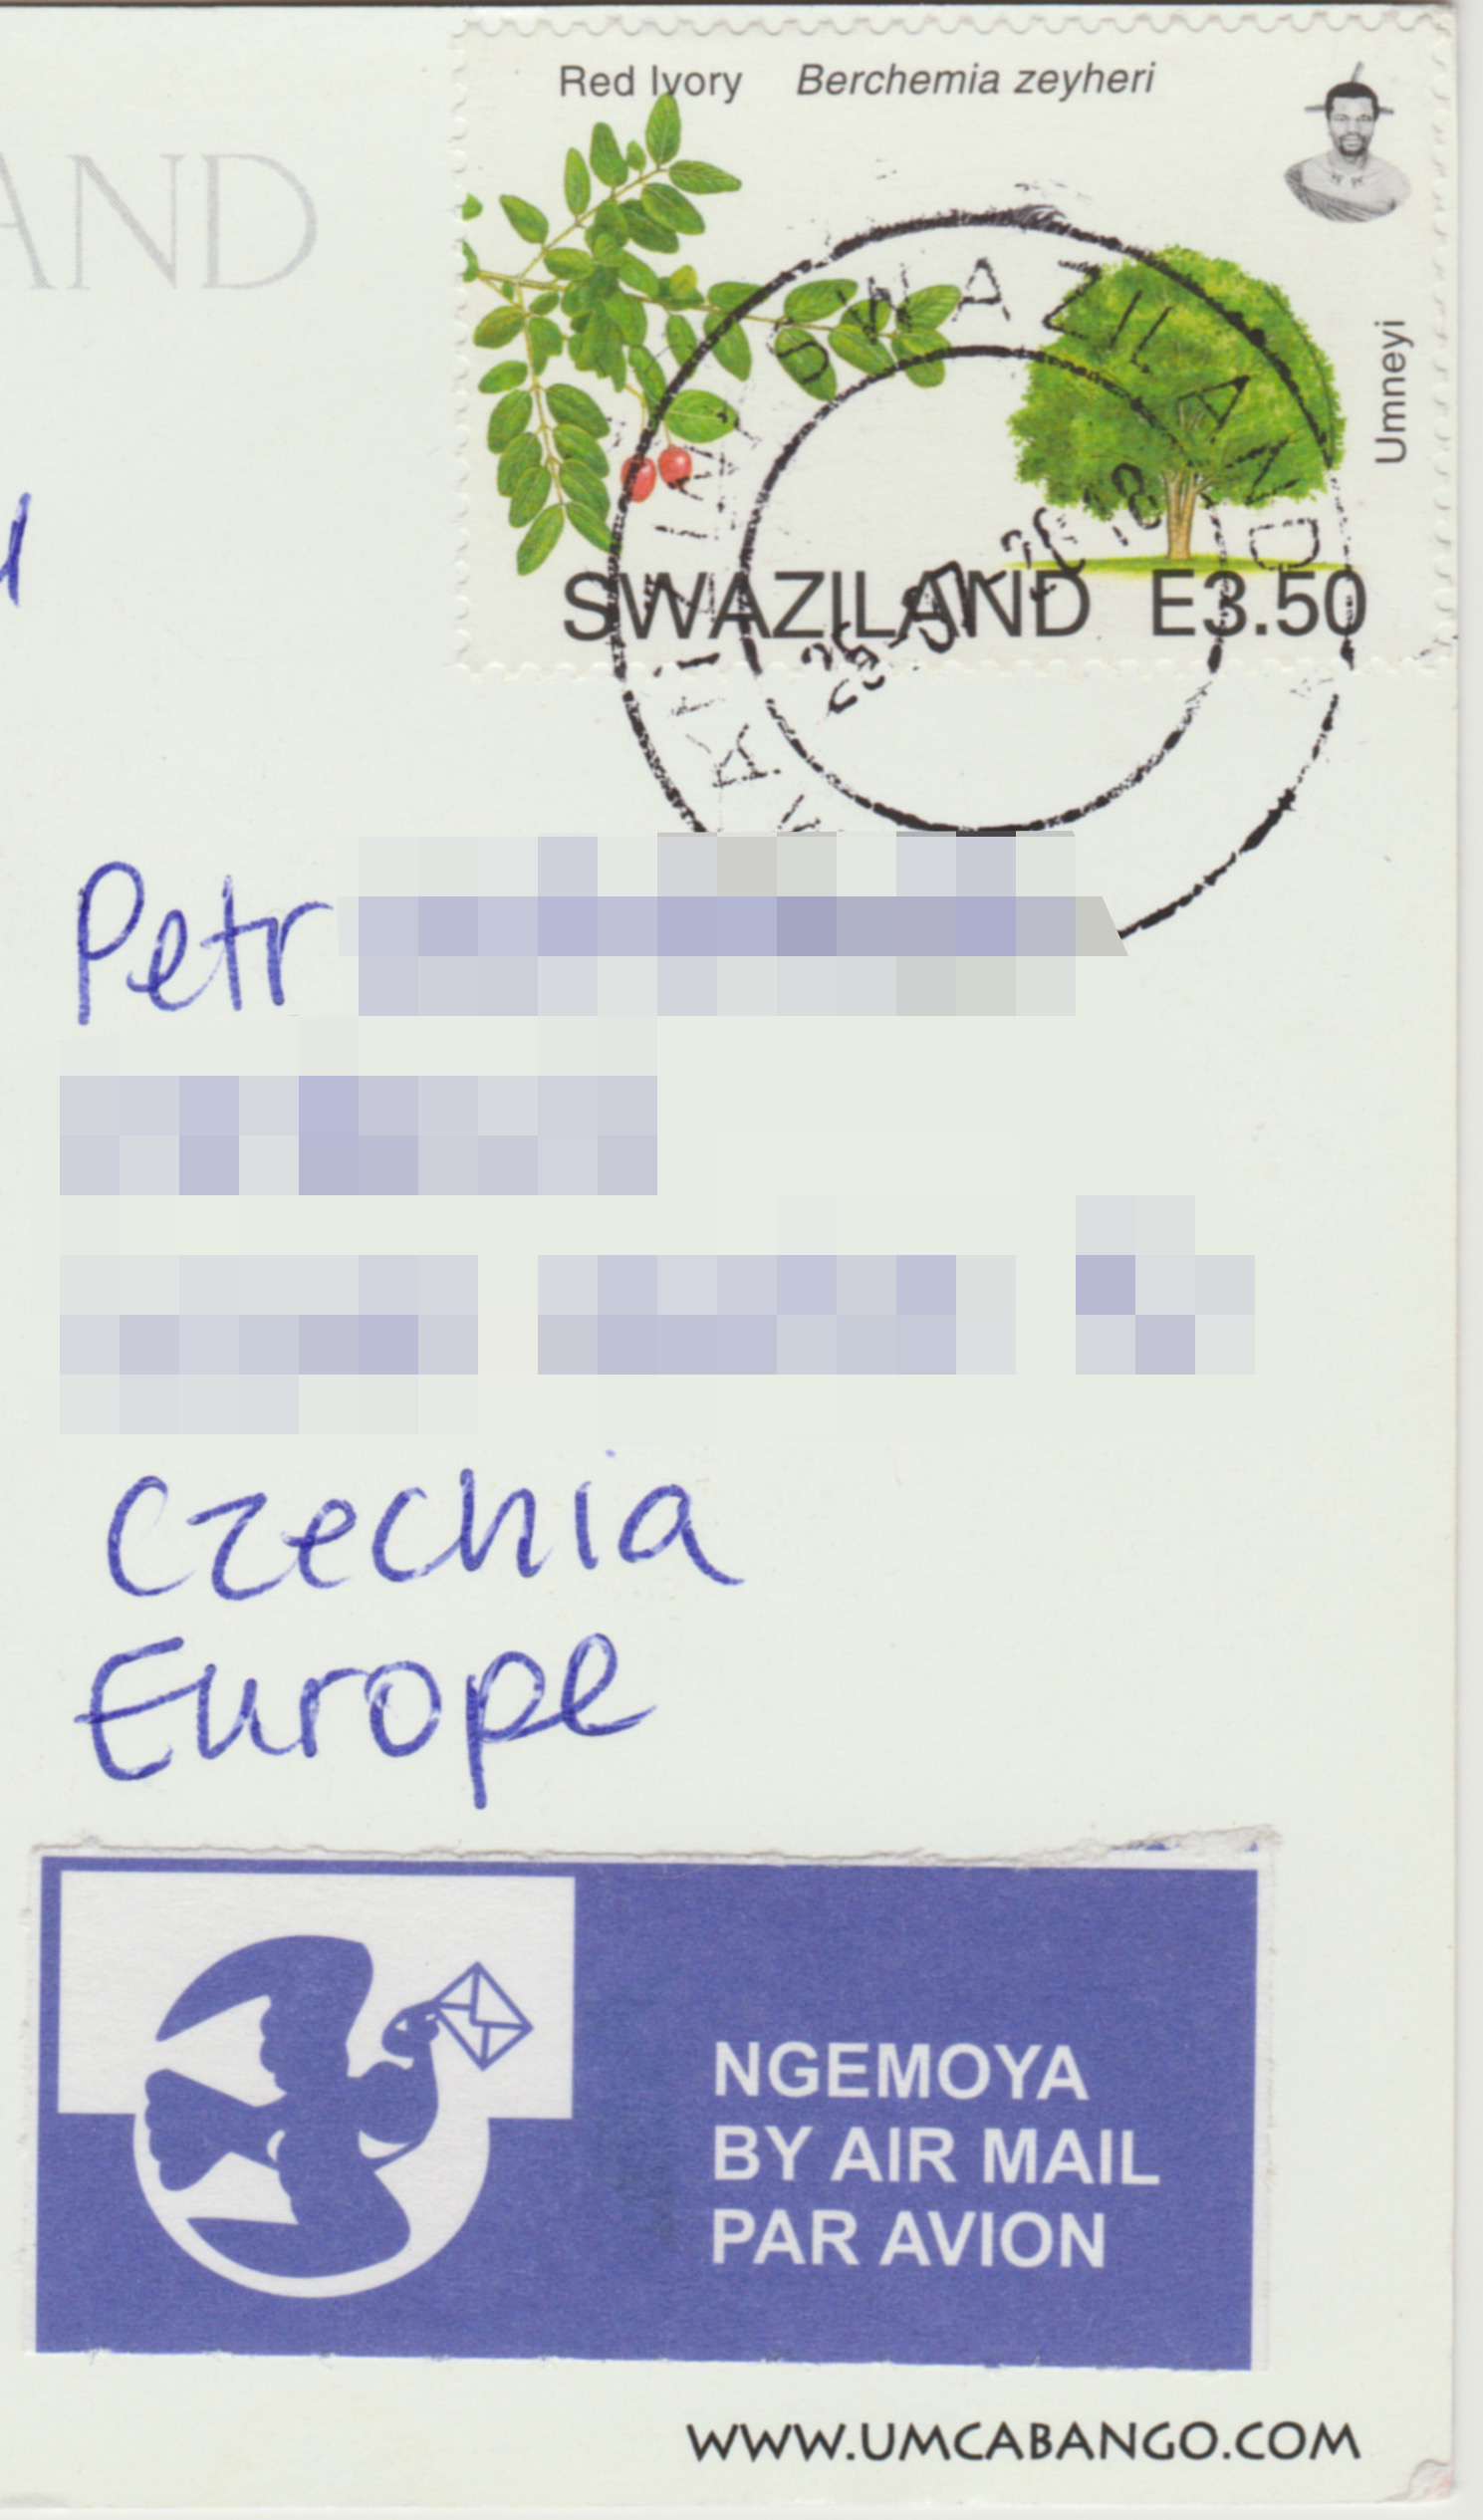 Red Ivory Berchemia zeyheri
AND
SWAZILAND
Umneyi
SWAZILAND E3.50
Petr
Czechia
Europe
NGEMOYA
BY AIR MAIL
PAR AVION
WWW.UMCABANGO.COM